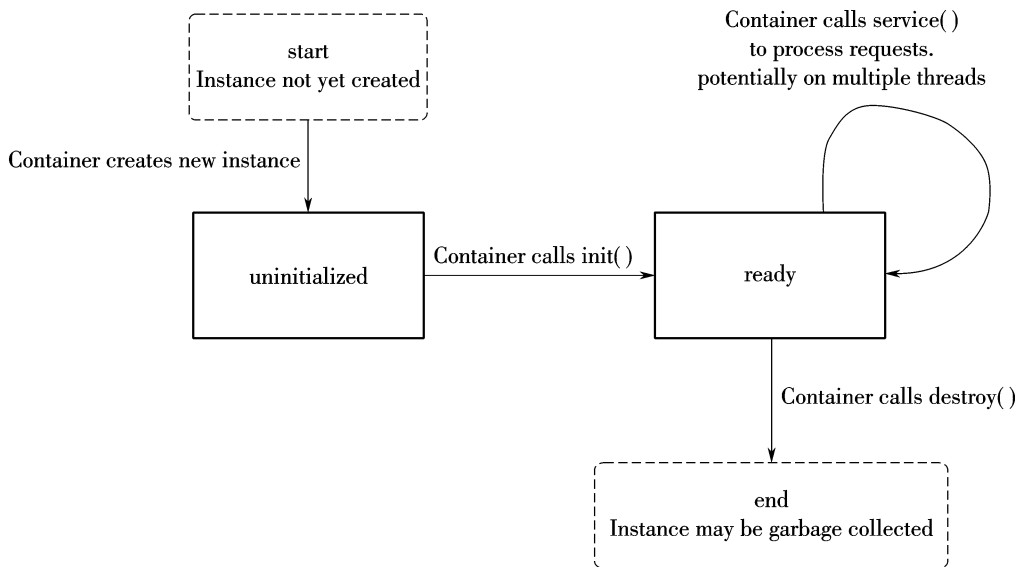 start
Instance not yet created
Container creates new instance
uninitialized
Container calls init( )
Container calls service( )
to process requests.
potentially on multiple threads
ready
Container calls destroy( )
end
Instance may be garbage collected